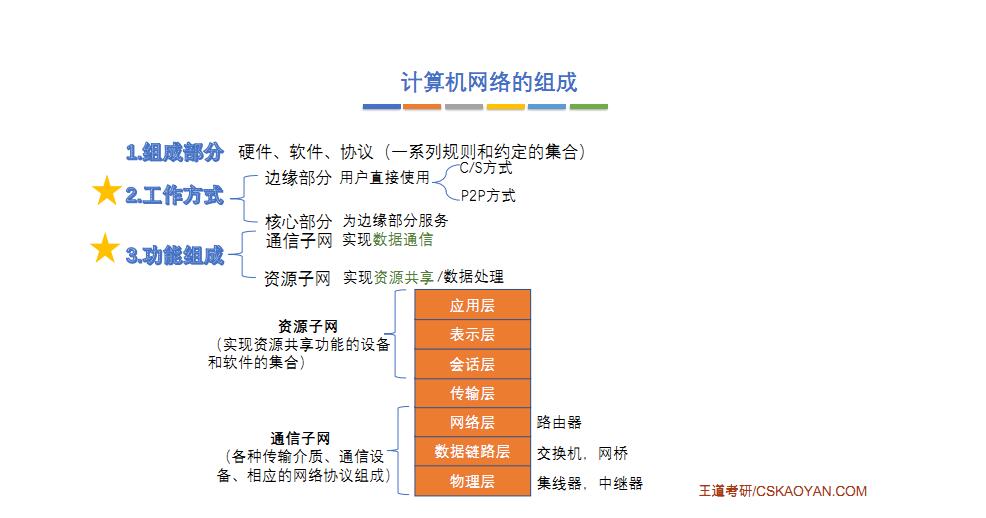 计算机网络的组成
1.组成部分 硬件、软件、协议（一系列规则和约定的集合）
C/S方式
边缘部分 用户直接使用
2.工作方式
P2P方式
核心部分 为边缘部分服务
通信子网 实现数据通信
3.功能组成
资源子网 实现资源共享/数据处理
应用层
资源子网
表示层
（实现资源共享功能的设备
和软件的集合）
会话层
传输层
网络层 路由器
通信子网
数据链路层 交换机，网桥
（各种传输介质、通信设
备、相应的网络协议组成）
物理层 集线器，中继器
王道考研/CSKAOYAN.COM